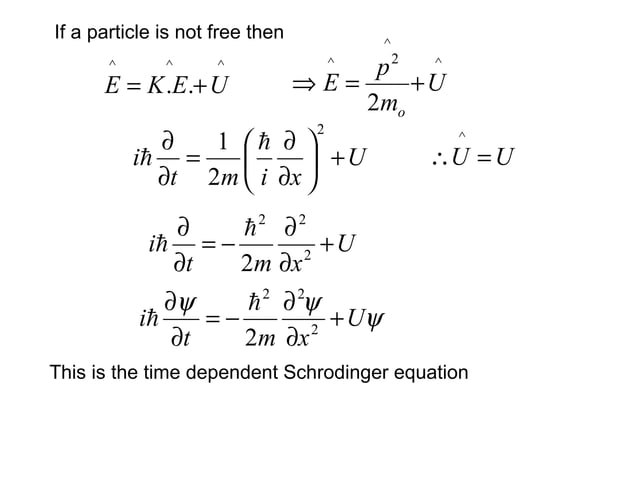 If a particle is not free then
Ê = K.Ê.+ Û ⇒ Ê = p̂²/2mₒ + Û
iħ ∂/∂t = 1/2m (ħ/i ∂/∂x)² + U ∴ Û = U
iħ ∂/∂t = − ħ²/2m ∂²/∂x² + U
iħ ∂ψ/∂t = − ħ²/2m ∂²ψ/∂x² + Uψ
This is the time dependent Schrodinger equation